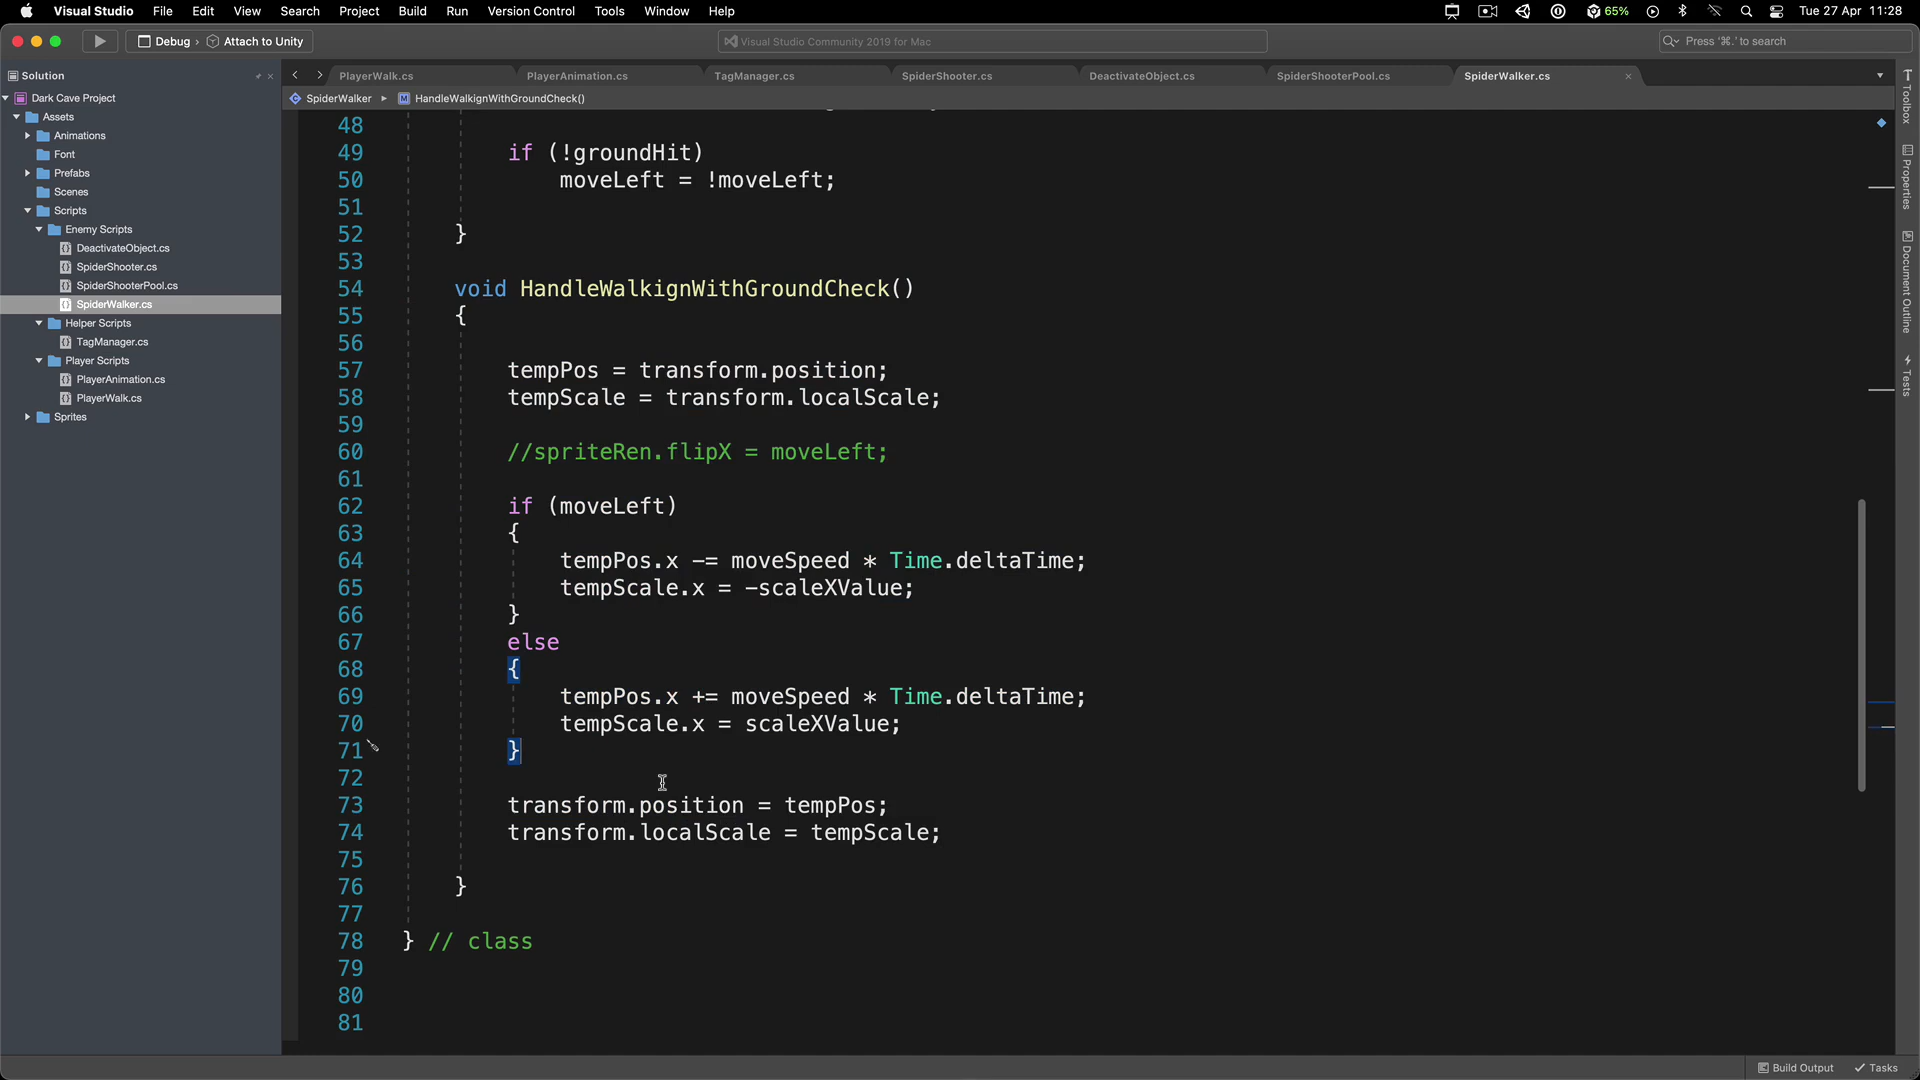 Visual Studio File Edit View Search Project Build Run Version Control Tools Window Help 65% Tue 27 Apr 11:28
Debug › Attach to Unity Visual Studio Community 2019 for Mac Press '⌘.' to search
Solution
Dark Cave Project
Assets
Animations
Font
Prefabs
Scenes
Scripts
Enemy Scripts
DeactivateObject.cs
SpiderShooter.cs
SpiderShooterPool.cs
SpiderWalker.cs
Helper Scripts
TagManager.cs
Player Scripts
PlayerAnimation.cs
PlayerWalk.cs
Sprites
PlayerWalk.cs PlayerAnimation.cs TagManager.cs SpiderShooter.cs DeactivateObject.cs SpiderShooterPool.cs SpiderWalker.cs
SpiderWalker HandleWalkignWithGroundCheck()
48
49 if (!groundHit)
50 moveLeft = !moveLeft;
51
52 }
53
54 void HandleWalkignWithGroundCheck()
55 {
56
57 tempPos = transform.position;
58 tempScale = transform.localScale;
59
60 //spriteRen.flipX = moveLeft;
61
62 if (moveLeft)
63 {
64 tempPos.x -= moveSpeed * Time.deltaTime;
65 tempScale.x = -scaleXValue;
66 }
67 else
68 {
69 tempPos.x += moveSpeed * Time.deltaTime;
70 tempScale.x = scaleXValue;
71 }
72
73 transform.position = tempPos;
74 transform.localScale = tempScale;
75
76 }
77
78 } // class
79
80
81
Toolbox
Properties
Document Outline
Tests
Build Output Tasks